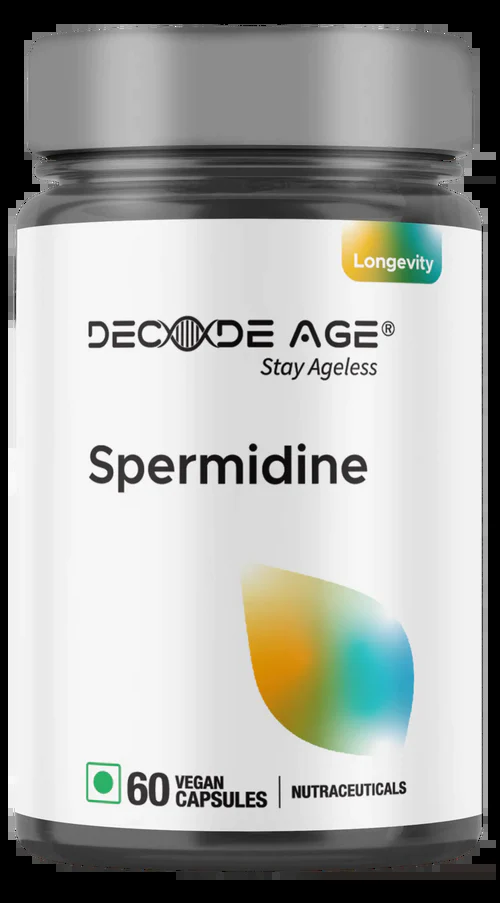 Longevity
DECODE AGE®
Stay Ageless
Spermidine
60 VEGAN CAPSULES | NUTRACEUTICALS